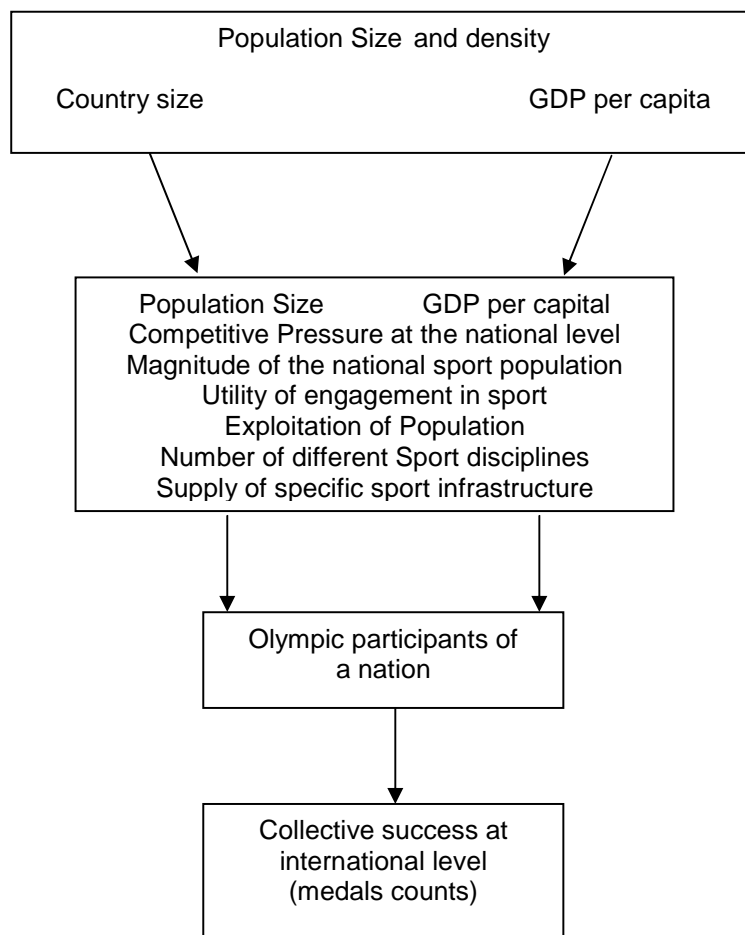 Population Size and density
Country size GDP per capita
Population Size GDP per capital
Competitive Pressure at the national level
Magnitude of the national sport population
Utility of engagement in sport
Exploitation of Population
Number of different Sport disciplines
Supply of specific sport infrastructure
Olympic participants of
a nation
Collective success at
international level
(medals counts)